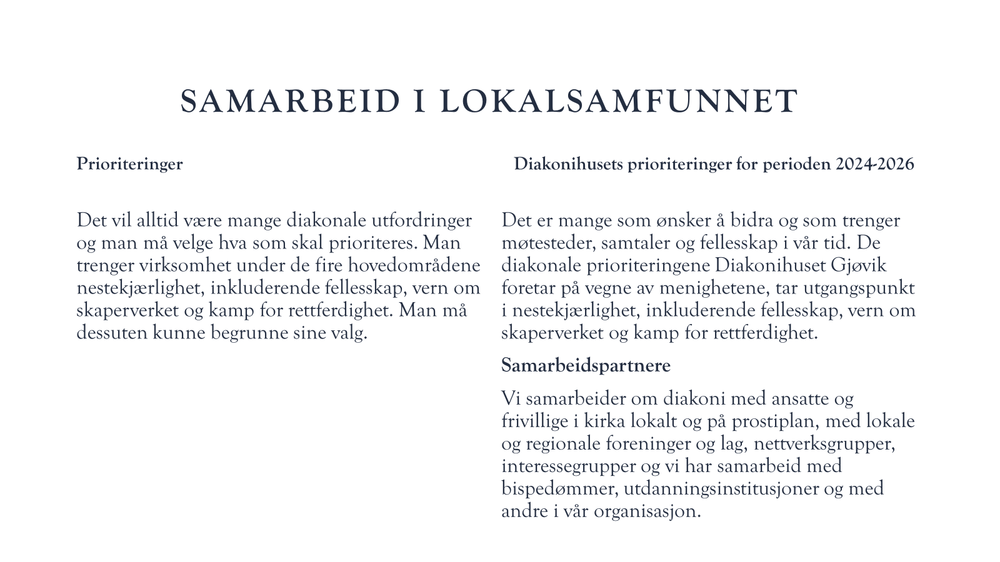 SAMARBEID I LOKALSAMFUNNET
Prioriteringer
Det vil alltid være mange diakonale utfordringer
og man må velge hva som skal prioriteres. Man
trenger virksomhet under de fire hovedområdene
nestekjærlighet, inkluderende fellesskap, vern om
skaperverket og kamp for rettferdighet. Man må
dessuten kunne begrunne sine valg.
Diakonihusets prioriteringer for perioden 2024-2026
Det er mange som ønsker å bidra og som trenger
møtesteder, samtaler og fellesskap i vår tid. De
diakonale prioriteringene Diakonihuset Gjøvik
foretar på vegne av menighetene, tar utgangspunkt
i nestekjærlighet, inkluderende fellesskap, vern om
skaperverket og kamp for rettferdighet.
Samarbeidspartnere
Vi samarbeider om diakoni med ansatte og
frivillige i kirka lokalt og på prostiplan, med lokale
og regionale foreninger og lag, nettverksgrupper,
interessegrupper og vi har samarbeid med
bispedømmer, utdanningsinstitusjoner og med
andre i vår organisasjon.